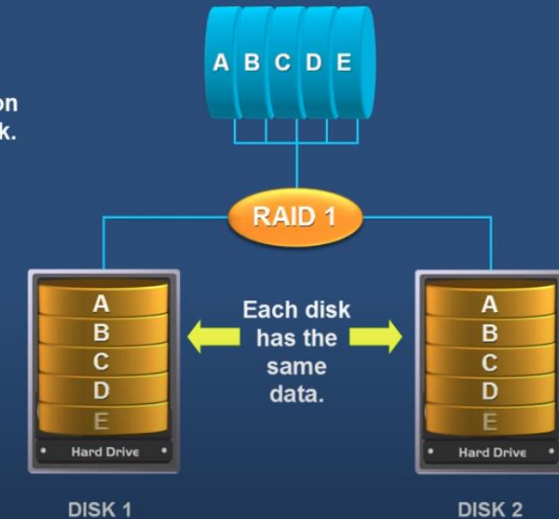 A B C D E
on
k.
RAID 1
A
B
C
D
E
Hard Drive
DISK 1
Each disk
has the
same
data.
A
B
C
D
E
Hard Drive
DISK 2